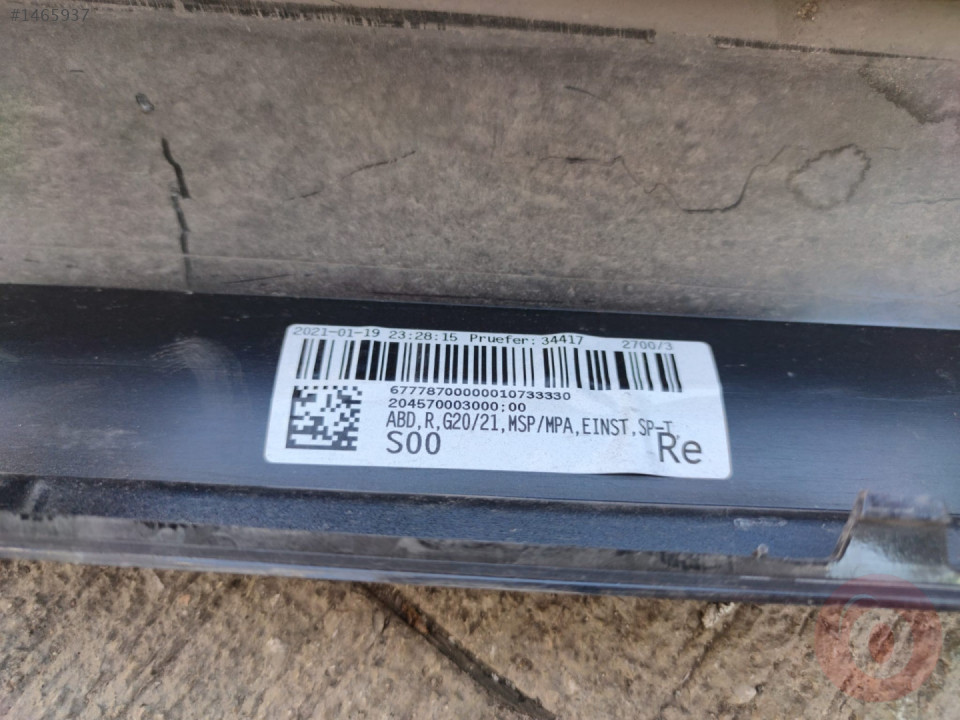 #1465937
2021-01-19 23:28:15 Pruefer: 34417 2700/3
67778700000010733330
204570003000;00
ABD,R,G20/21,MSP/MPA,EINST,SP-T,
S00 Re